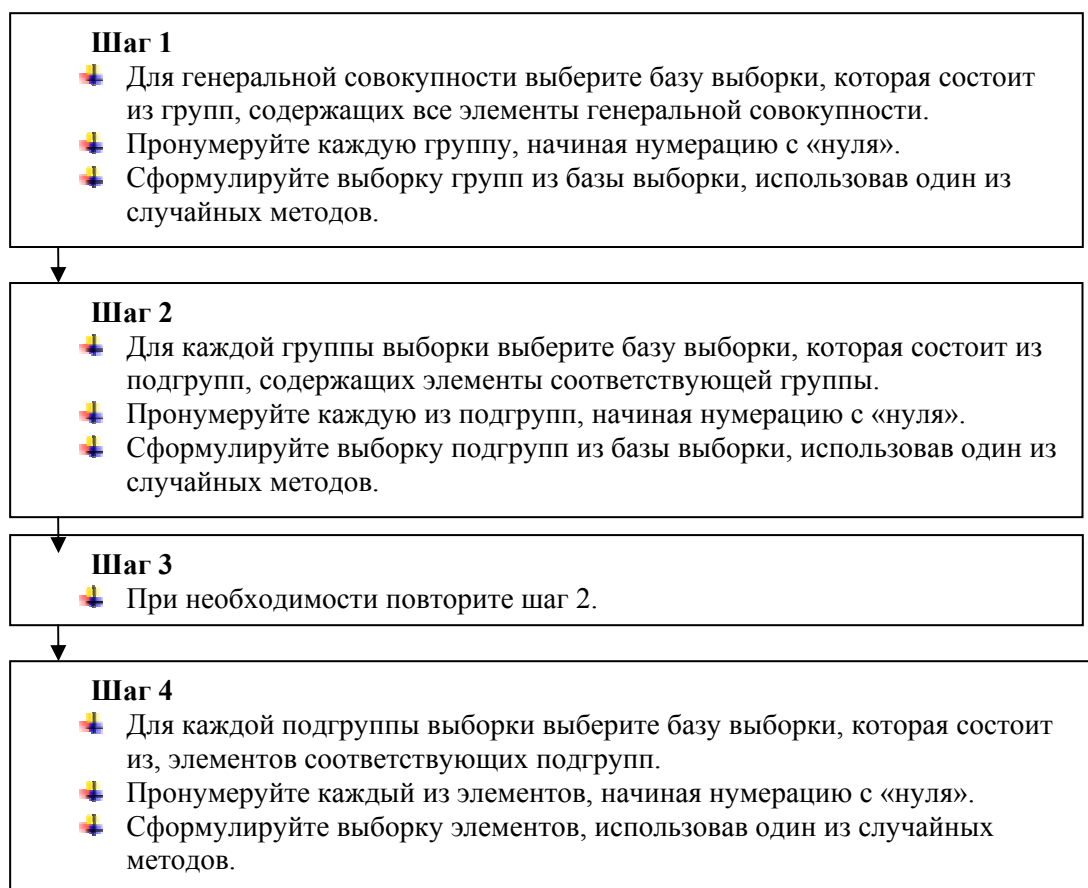 Шаг 1
Для генеральной совокупности выберите базу выборки, которая состоит
из групп, содержащих все элементы генеральной совокупности.
Пронумеруйте каждую группу, начиная нумерацию с «нуля».
Сформулируйте выборку групп из базы выборки, использовав один из
случайных методов.
Шаг 2
Для каждой группы выборки выберите базу выборки, которая состоит из
подгрупп, содержащих элементы соответствующей группы.
Пронумеруйте каждую из подгрупп, начиная нумерацию с «нуля».
Сформулируйте выборку подгрупп из базы выборки, использовав один из
случайных методов.
Шаг 3
При необходимости повторите шаг 2.
Шаг 4
Для каждой подгруппы выборки выберите базу выборки, которая состоит
из, элементов соответствующих подгрупп.
Пронумеруйте каждый из элементов, начиная нумерацию с «нуля».
Сформулируйте выборку элементов, использовав один из случайных
методов.